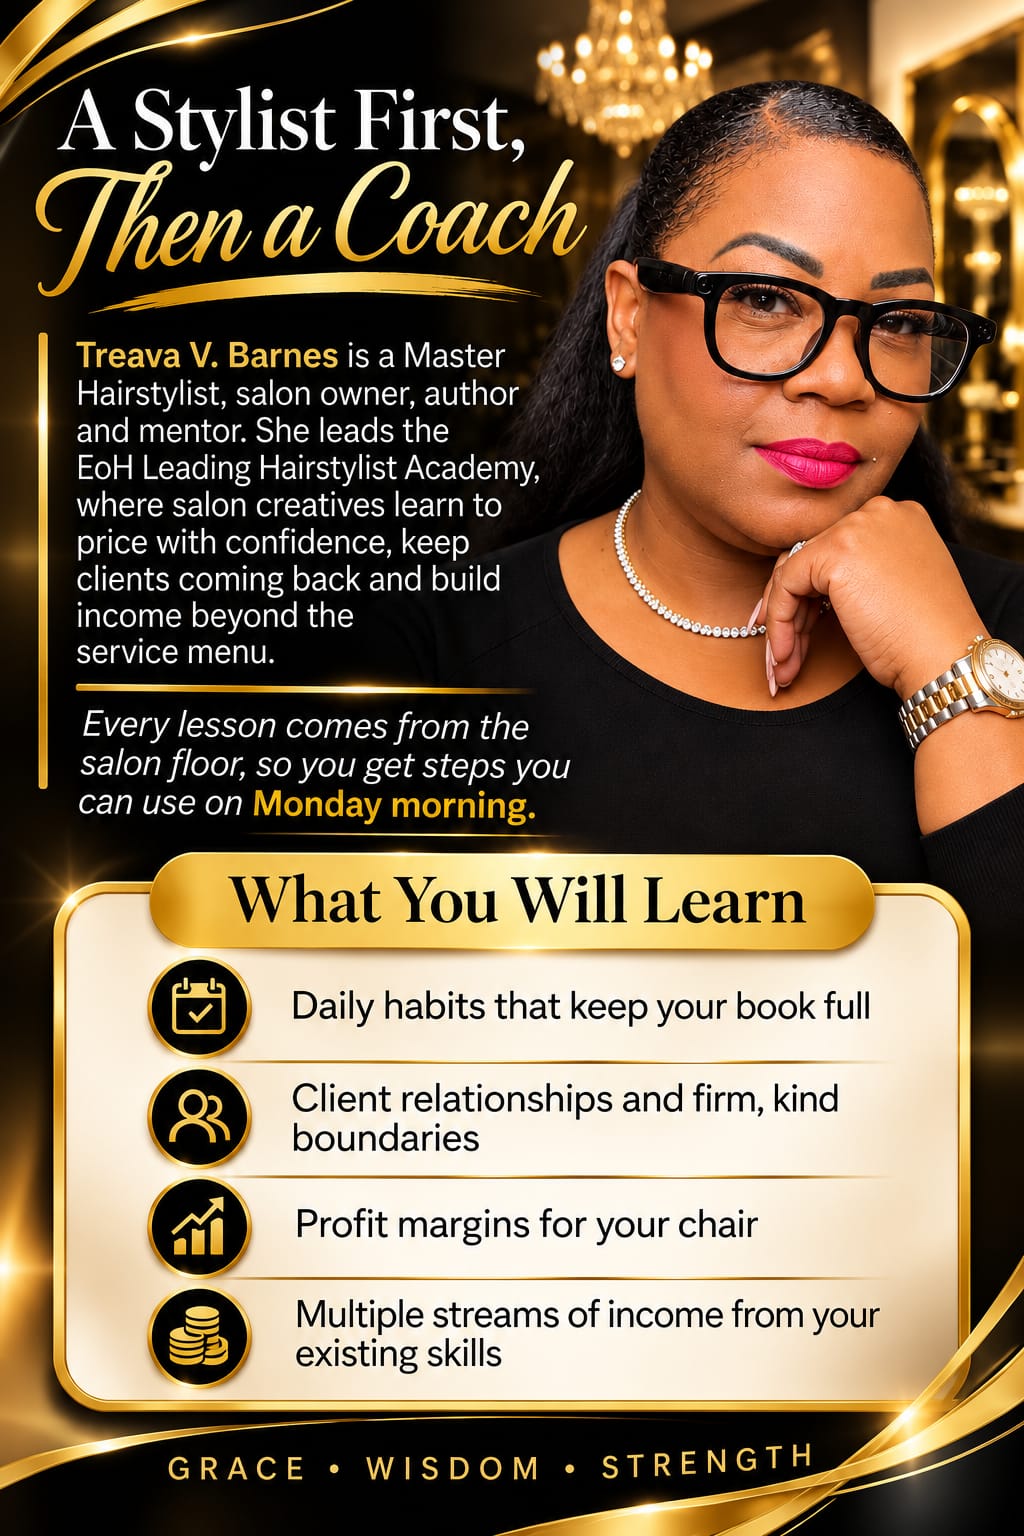 A Stylist First,
Then a Coach
Treava V. Barnes is a Master
Hairstylist, salon owner, author
and mentor. She leads the
EoH Leading Hairstylist Academy,
where salon creatives learn to
price with confidence, keep
clients coming back and build
income beyond the
service menu.
Every lesson comes from the
salon floor, so you get steps you
can use on Monday morning.
What You Will Learn
Daily habits that keep your book full
Client relationships and firm, kind
boundaries
Profit margins for your chair
Multiple streams of income from your
existing skills
GRACE • WISDOM • STRENGTH